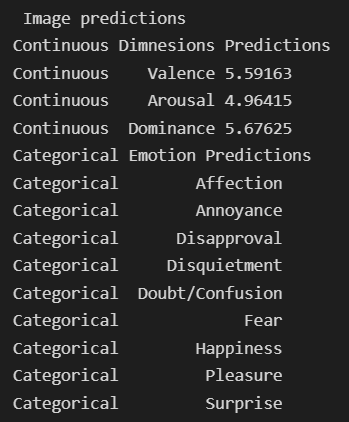 Image predictions
Continuous Dimnesions Predictions
Continuous Valence 5.59163
Continuous Arousal 4.96415
Continuous Dominance 5.67625
Categorical Emotion Predictions
Categorical Affection
Categorical Annoyance
Categorical Disapproval
Categorical Disquietment
Categorical Doubt/Confusion
Categorical Fear
Categorical Happiness
Categorical Pleasure
Categorical Surprise